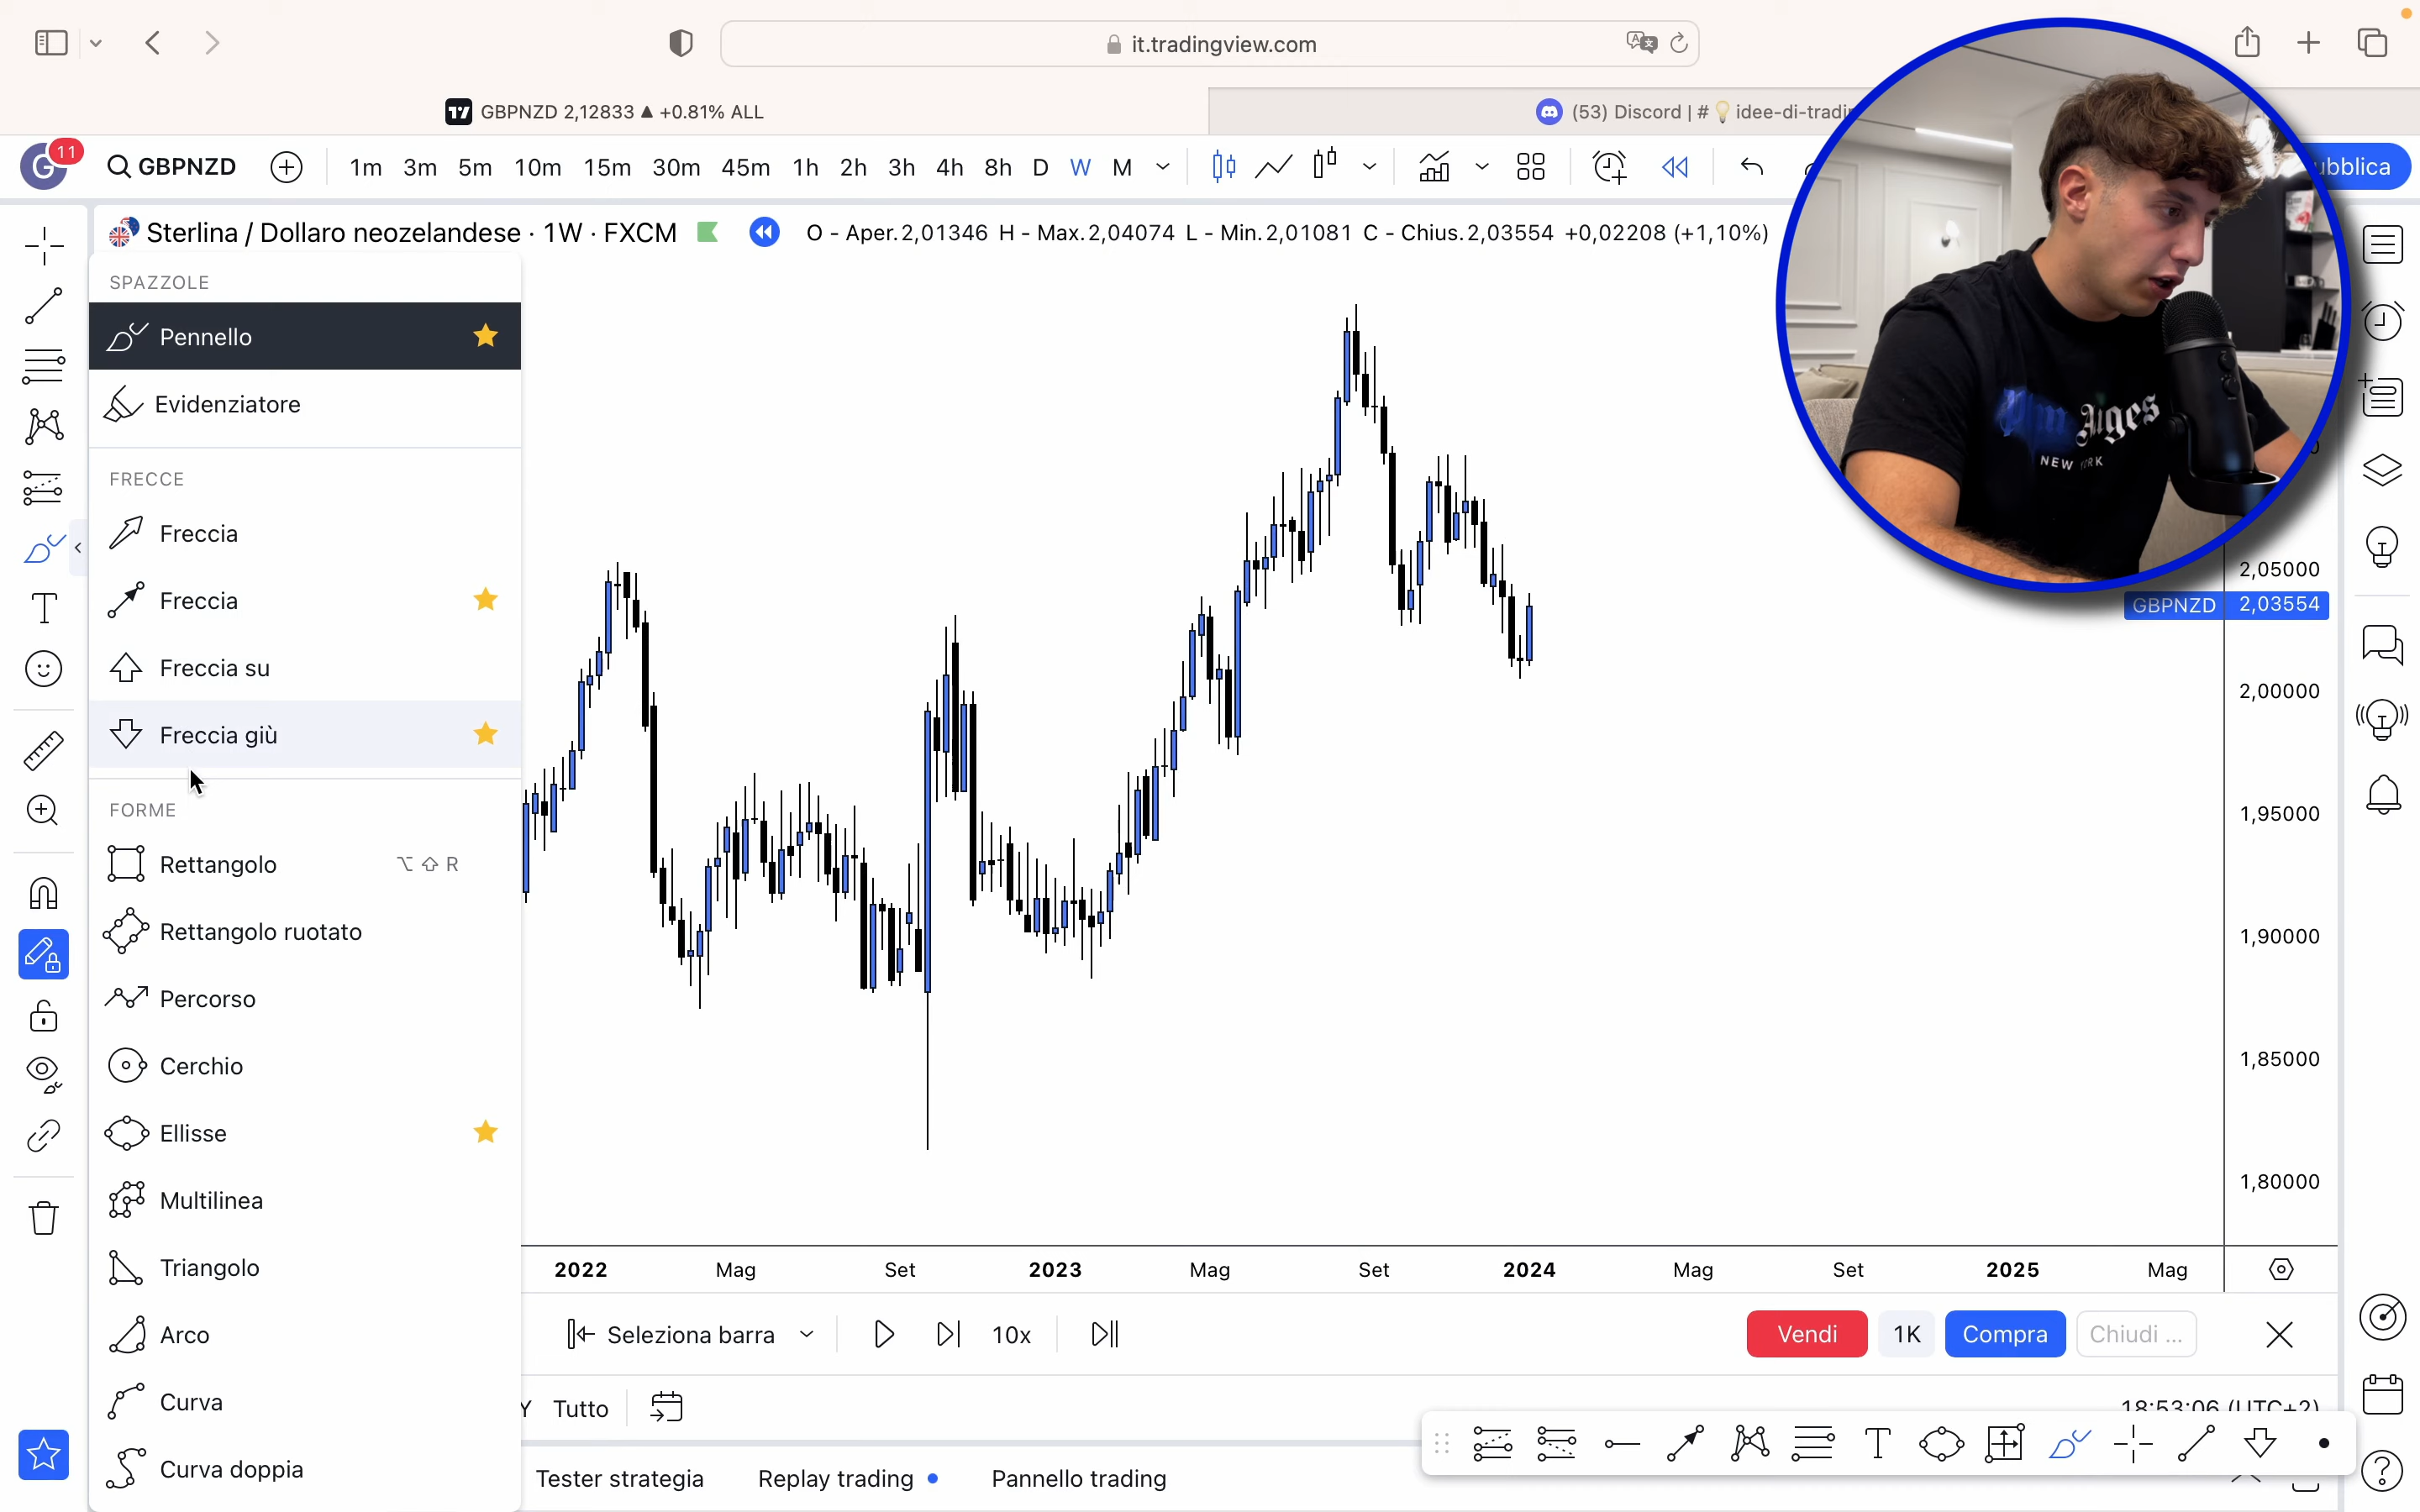 it.tradingview.com
GBPNZD 2,12833 ▲ +0.81% ALL
(53) Discord | # 💡 idee-di-tradi
G
11
GBPNZD
1m 3m 5m 10m 15m 30m 45m 1h 2h 3h 4h 8h D W M
ubblica
Sterlina / Dollaro neozelandese · 1W · FXCM
O - Aper.2,01346 H - Max.2,04074 L - Min.2,01081 C - Chius.2,03554 +0,02208 (+1,10%)
SPAZZOLE
Pennello
Evidenziatore
FRECCE
Freccia
Freccia
Freccia su
Freccia giù
FORME
Rettangolo ⌥ ⇧ R
Rettangolo ruotato
Percorso
Cerchio
Ellisse
Multilinea
Triangolo
Arco
Curva
Curva doppia
NEW YORK
2,05000
GBPNZD 2,03554
2,00000
1,95000
1,90000
1,85000
1,80000
2022 Mag Set 2023 Mag Set 2024 Mag Set 2025 Mag
Seleziona barra 10x
Vendi 1K Compra Chiudi ...
Y Tutto
18:53:06 (UTC+2)
Tester strategia Replay trading Pannello trading